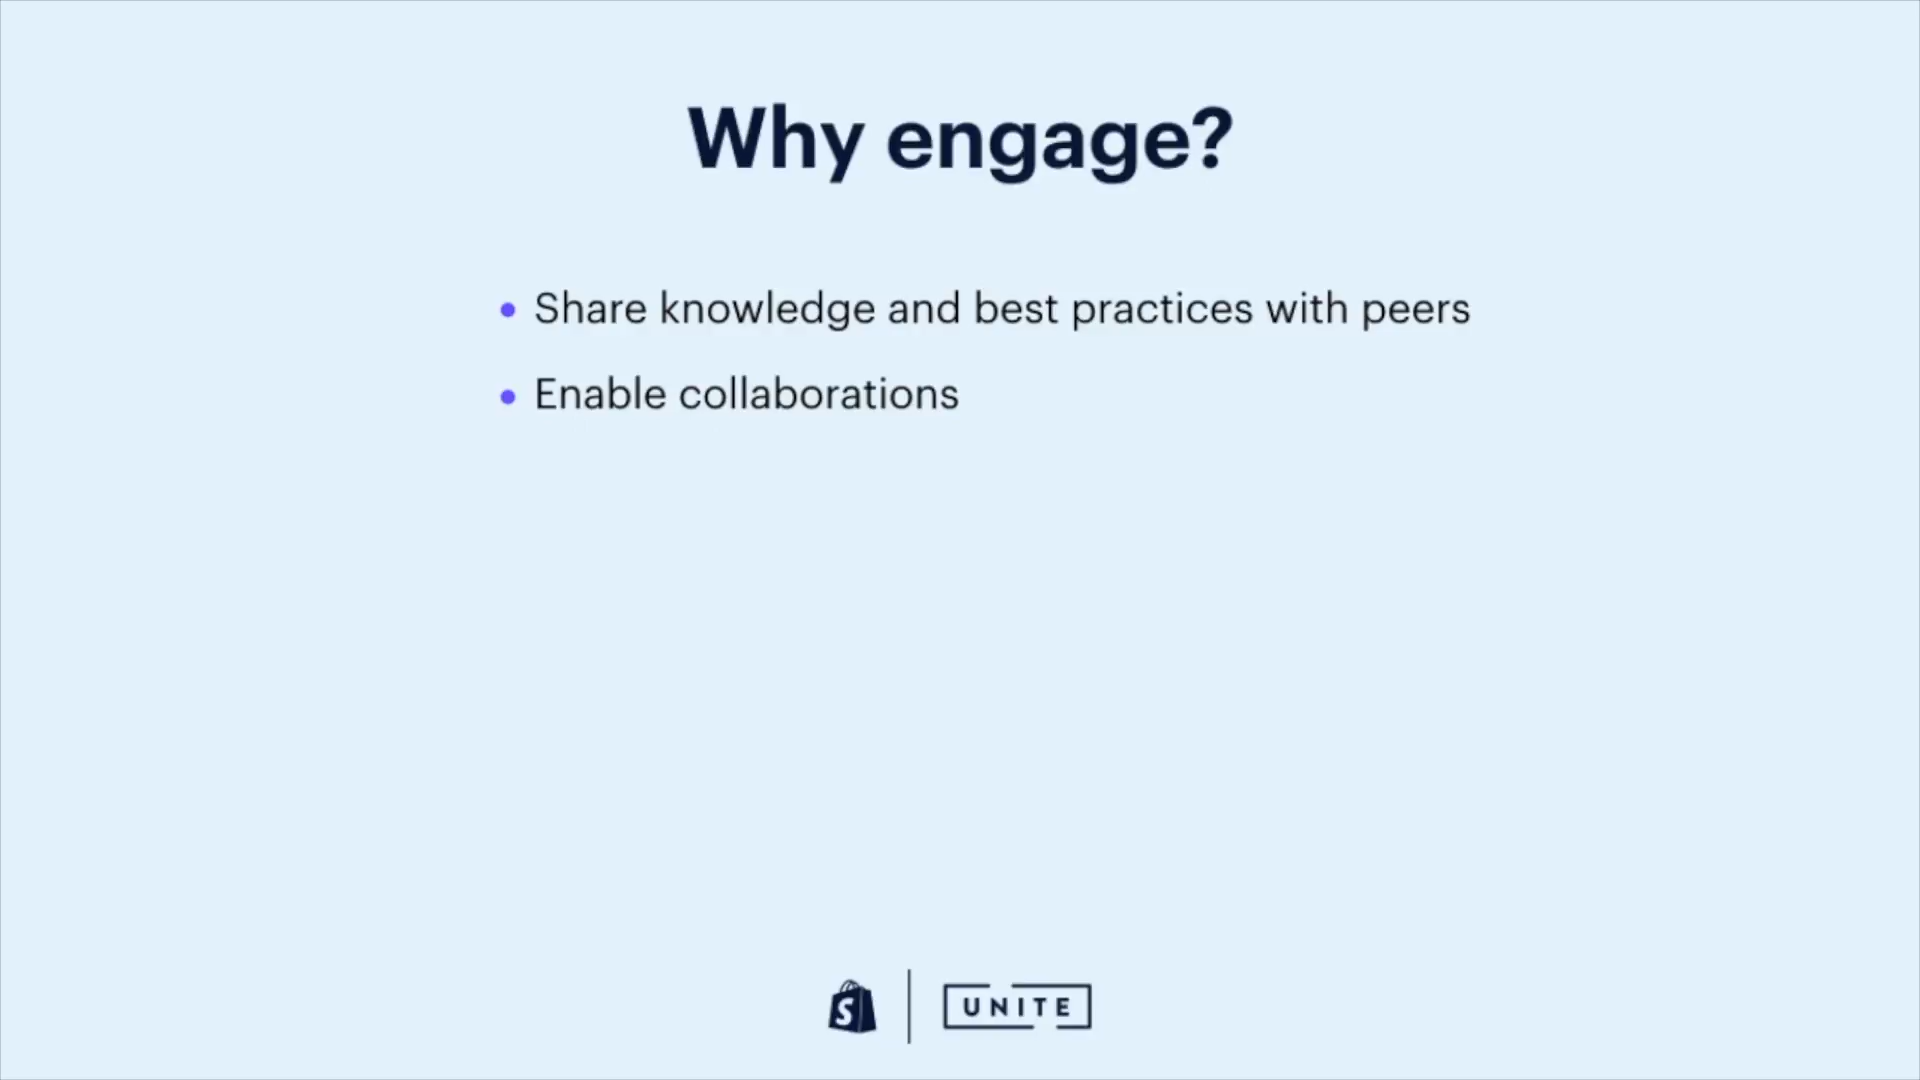 Why engage?
• Share knowledge and best practices with peers
• Enable collaborations
S UNITE